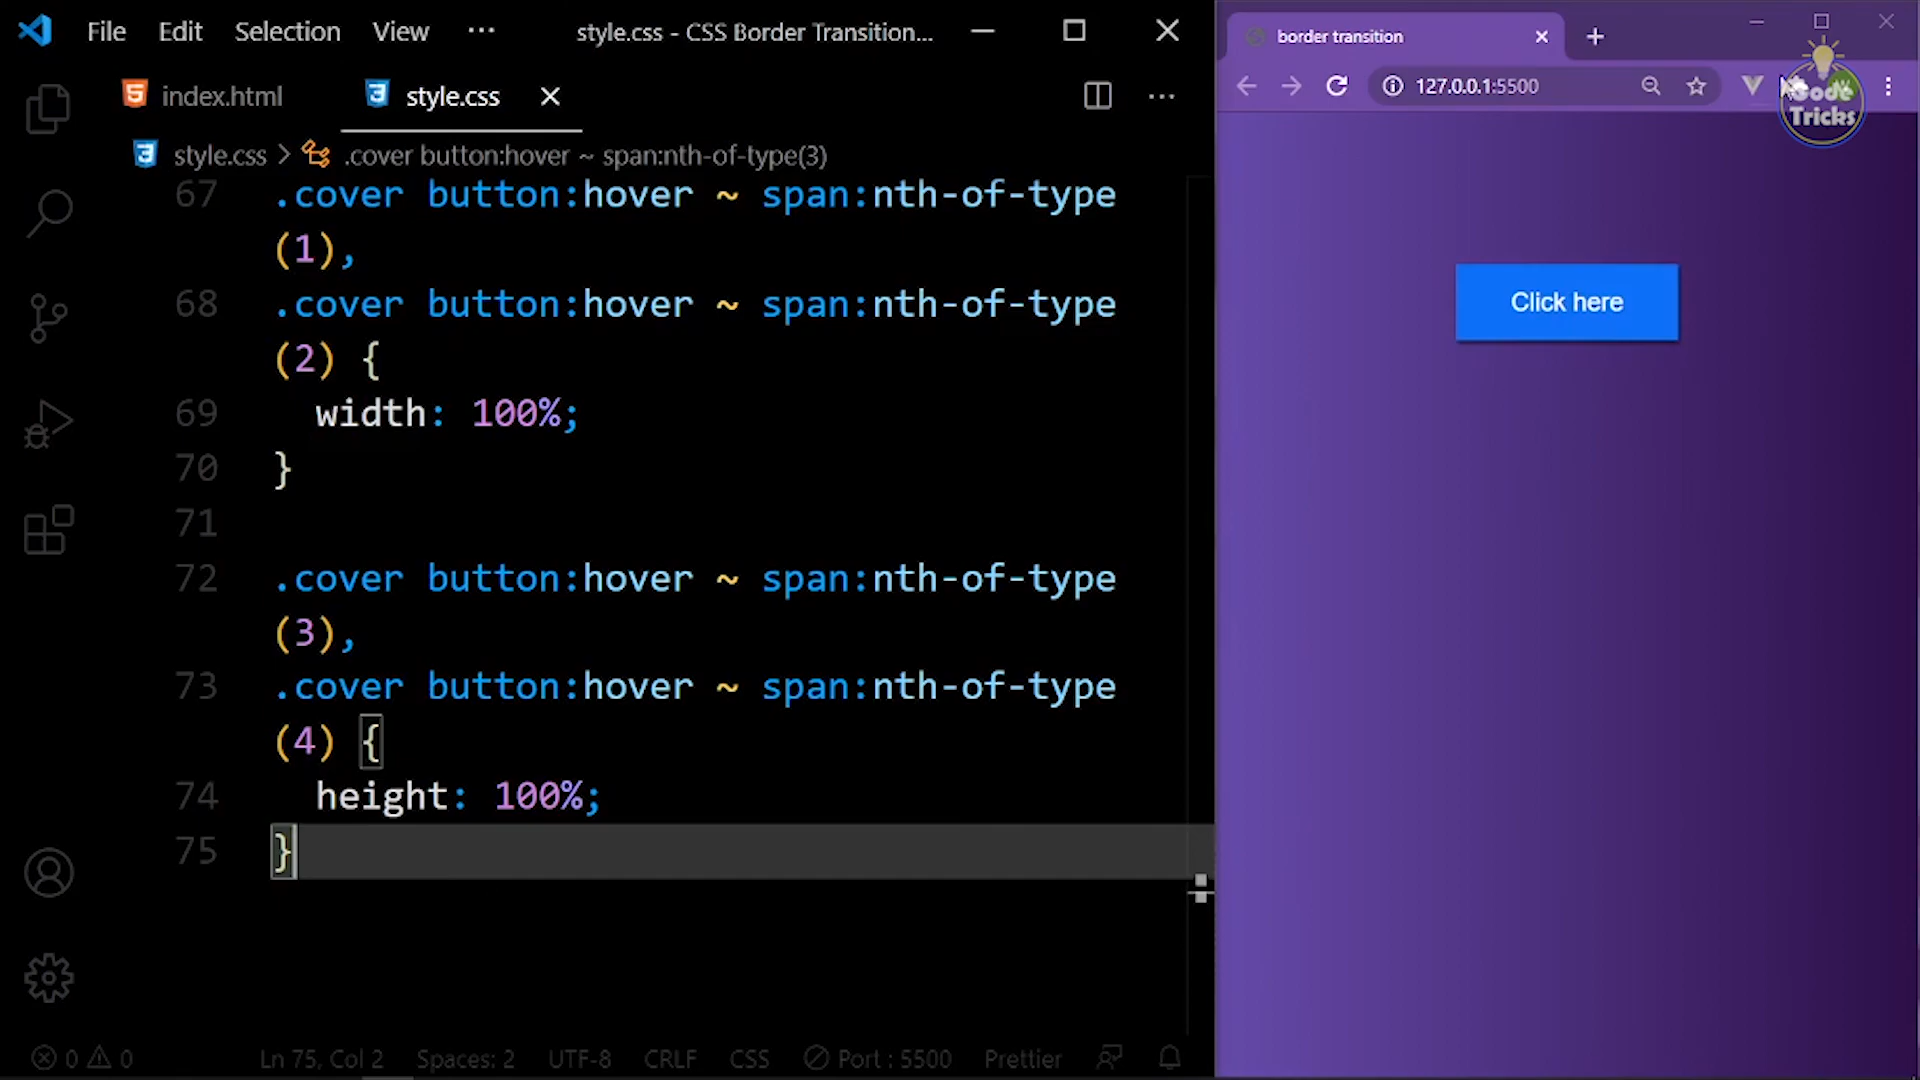 File Edit Selection View ··· style.css - CSS Border Transition...
index.html style.css
style.css > .cover button:hover ~ span:nth-of-type(3)
67 .cover button:hover ~ span:nth-of-type
(1),
68 .cover button:hover ~ span:nth-of-type
(2) {
69 width: 100%;
70 }
71
72 .cover button:hover ~ span:nth-of-type
(3),
73 .cover button:hover ~ span:nth-of-type
(4) {
74 height: 100%;
75 }
0 0 Ln 75, Col 2 Spaces: 2 UTF-8 CRLF CSS Port : 5500 Prettier
border transition
127.0.0.1:5500
Code
Tricks
Click here